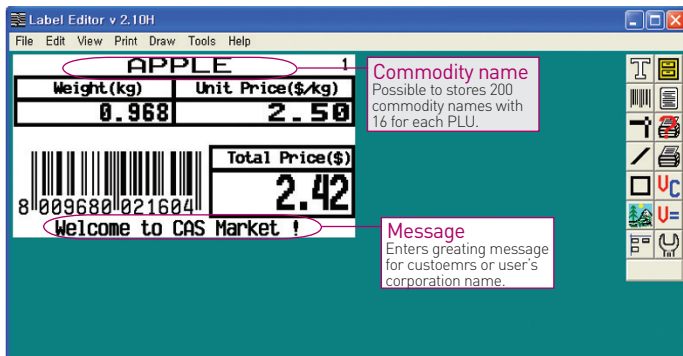 Label Editor v 2.10H
File Edit View Print Draw Tools Help
APPLE 1
Weight(kg) Unit Price($/kg)
0.968 2.50
Total Price($)
2.42
8 009680 021604
Welcome to CAS Market !
Commodity name
Possible to stores 200
commodity names with
16 for each PLU.
Message
Enters greating message
for custoemrs or user's
corporation name.
T
?
VC
V=